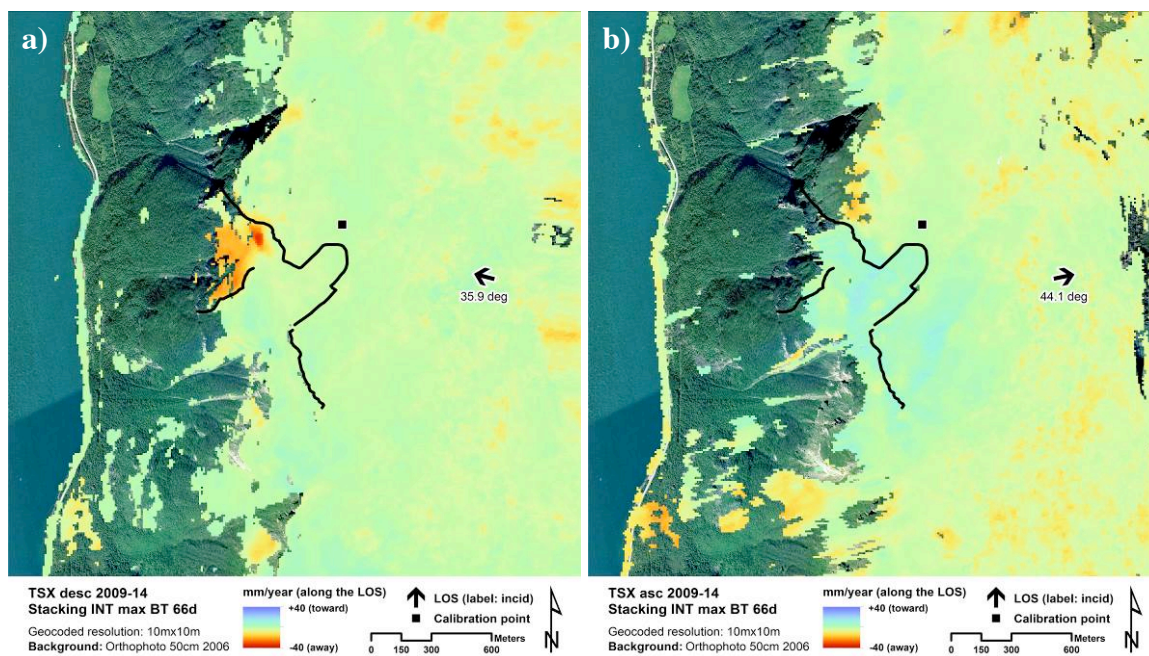 a)
35.9 deg
TSX desc 2009-14
Stacking INT max BT 66d
Geocoded resolution: 10mx10m
Background: Orthophoto 50cm 2006
mm/year (along the LOS)
+40 (toward)
-40 (away)
LOS (label: incid)
Calibration point
Meters
0 150 300 600
N
b)
44.1 deg
TSX asc 2009-14
Stacking INT max BT 66d
Geocoded resolution: 10mx10m
Background: Orthophoto 50cm 2006
mm/year (along the LOS)
+40 (toward)
-40 (away)
LOS (label: incid)
Calibration point
Meters
0 150 300 600
N